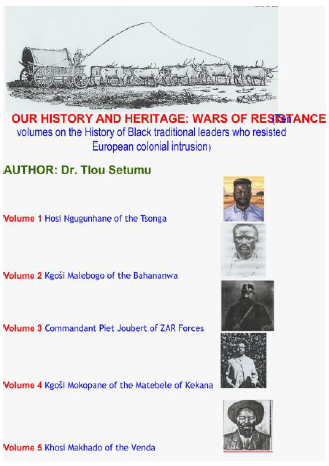 OUR HISTORY AND HERITAGE: WARS OF RESISTANCE (Ten
volumes on the History of Black traditional leaders who resisted
European colonial intrusion)
AUTHOR: Dr. Tlou Setumu
Volume 1 Hosi Ngugunhane of the Tsonga
Volume 2 Kgoši Malebogo of the Bahananwa
Volume 3 Commandant Piet Joubert of ZAR Forces
Volume 4 Kgoši Mokopane of the Matebele of Kekana
Volume 5 Khosi Makhado of the Venda